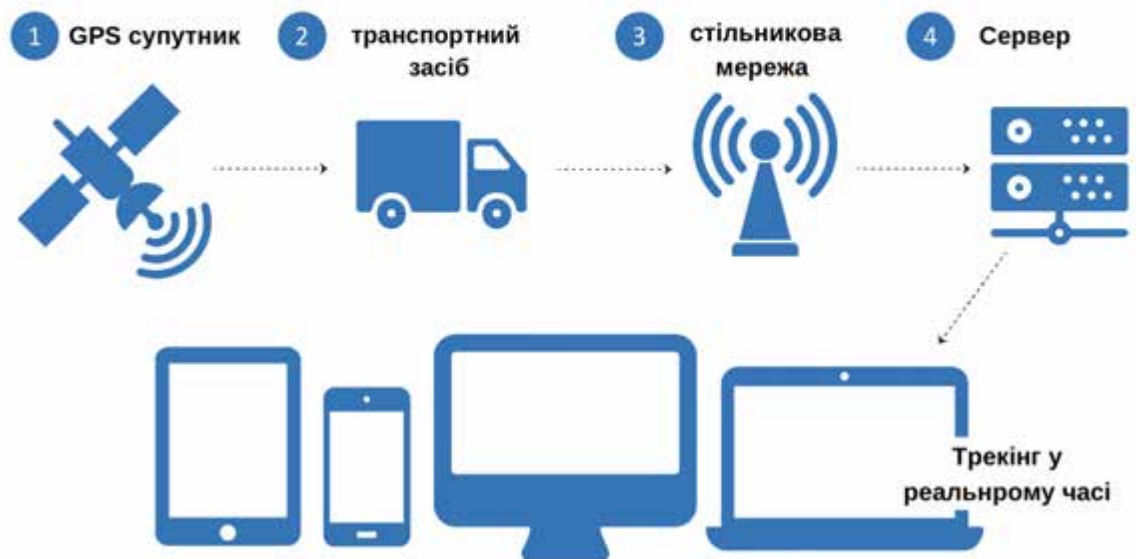 1 GPS супутник
2 транспортний
засіб
3 стільникова
мережа
4 Сервер
Трекінг у
реальнрому часі